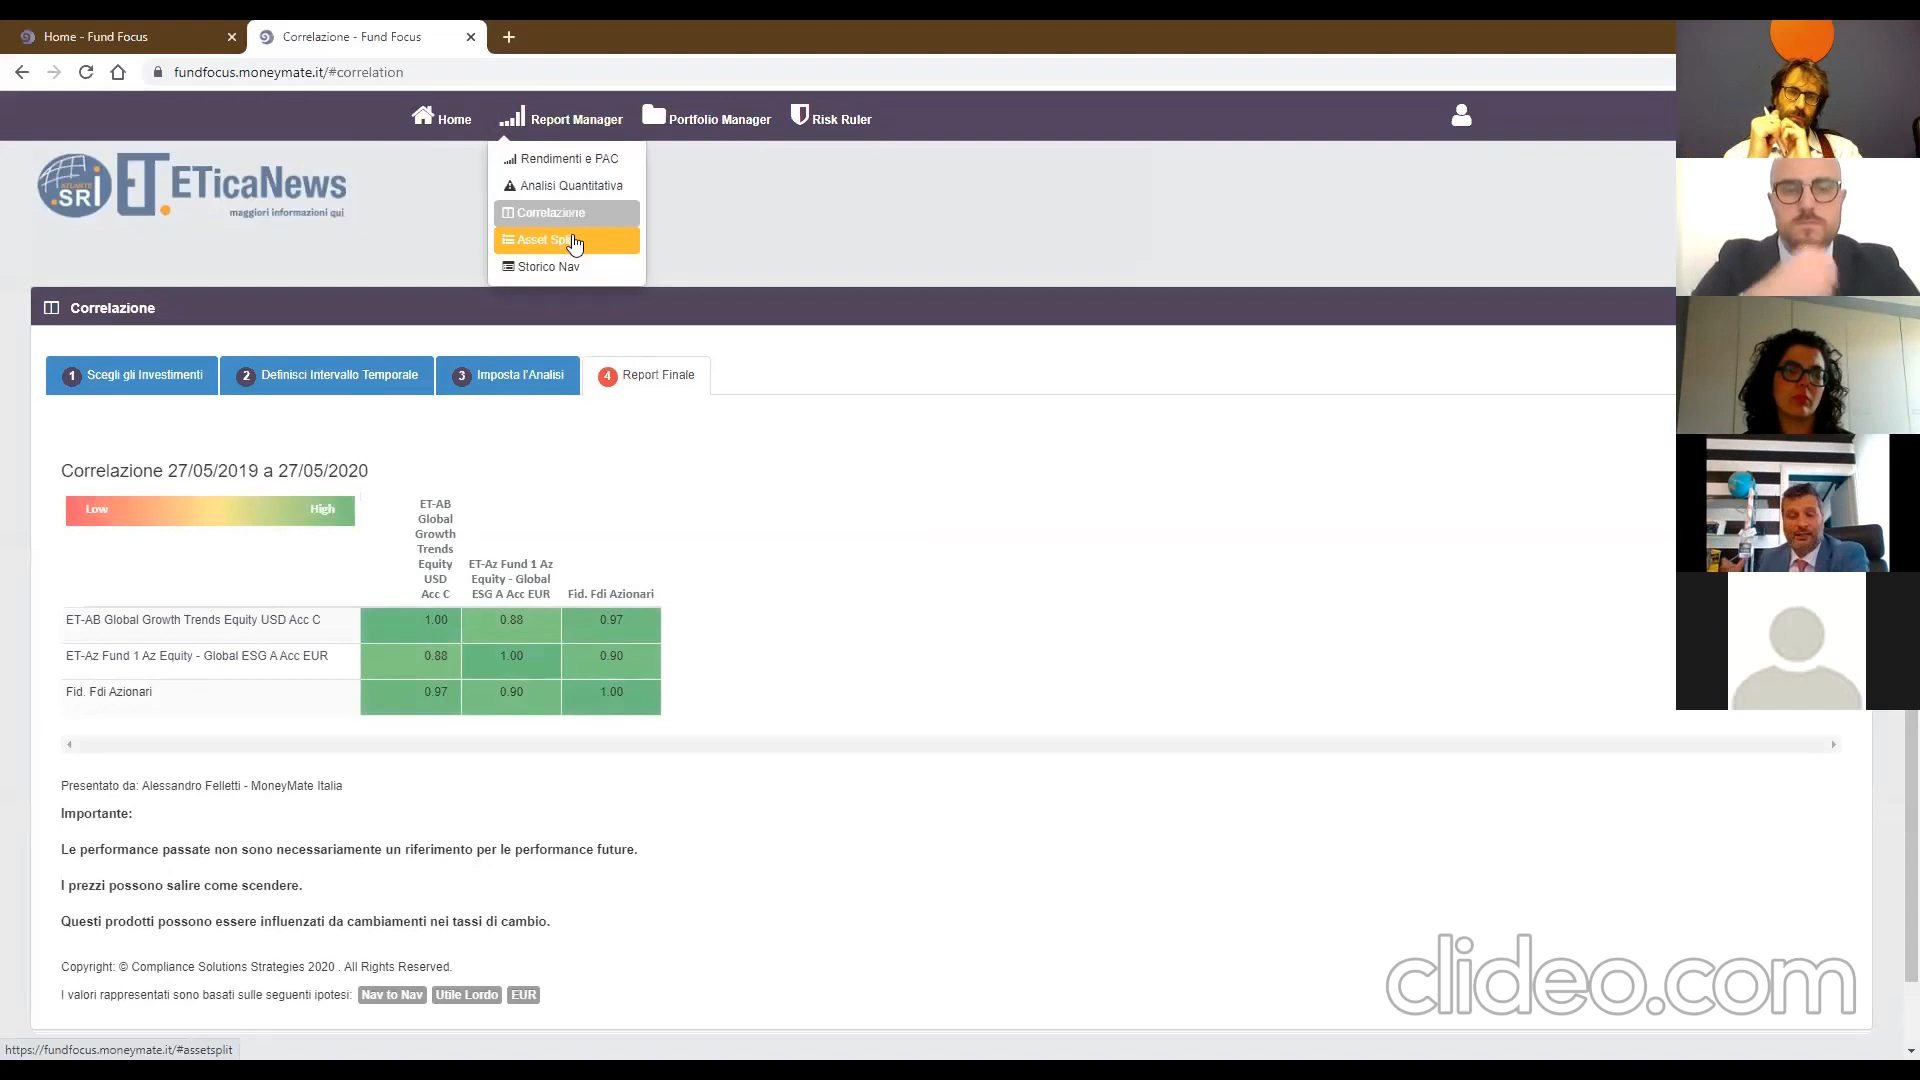 Home - Fund Focus
Correlazione - Fund Focus
fundfocus.moneymate.it/#correlation
Home
Report Manager
Portfolio Manager
Risk Ruler
Rendimenti e PAC
Analisi Quantitativa
Correlazione
Asset Spl
Storico Nav
ATLANTE
SRI
ET.
ETicaNews
maggiori informazioni qui
Correlazione
1 Scegli gli Investimenti
2 Definisci Intervallo Temporale
3 Imposta l'Analisi
4 Report Finale
Correlazione 27/05/2019 a 27/05/2020
Low
High
ET-AB
Global
Growth
Trends
Equity
USD
Acc C
ET-Az Fund 1 Az
Equity - Global
ESG A Acc EUR
Fid. Fdi Azionari
ET-AB Global Growth Trends Equity USD Acc C 1.00 0.88 0.97
ET-Az Fund 1 Az Equity - Global ESG A Acc EUR 0.88 1.00 0.90
Fid. Fdi Azionari 0.97 0.90 1.00
Presentato da: Alessandro Felletti - MoneyMate Italia
Importante:
Le performance passate non sono necessariamente un riferimento per le performance future.
I prezzi possono salire come scendere.
Questi prodotti possono essere influenzati da cambiamenti nei tassi di cambio.
Copyright: © Compliance Solutions Strategies 2020 . All Rights Reserved.
I valori rappresentati sono basati sulle seguenti ipotesi: Nav to Nav Utile Lordo EUR
clideo.com
https://fundfocus.moneymate.it/#assetsplit